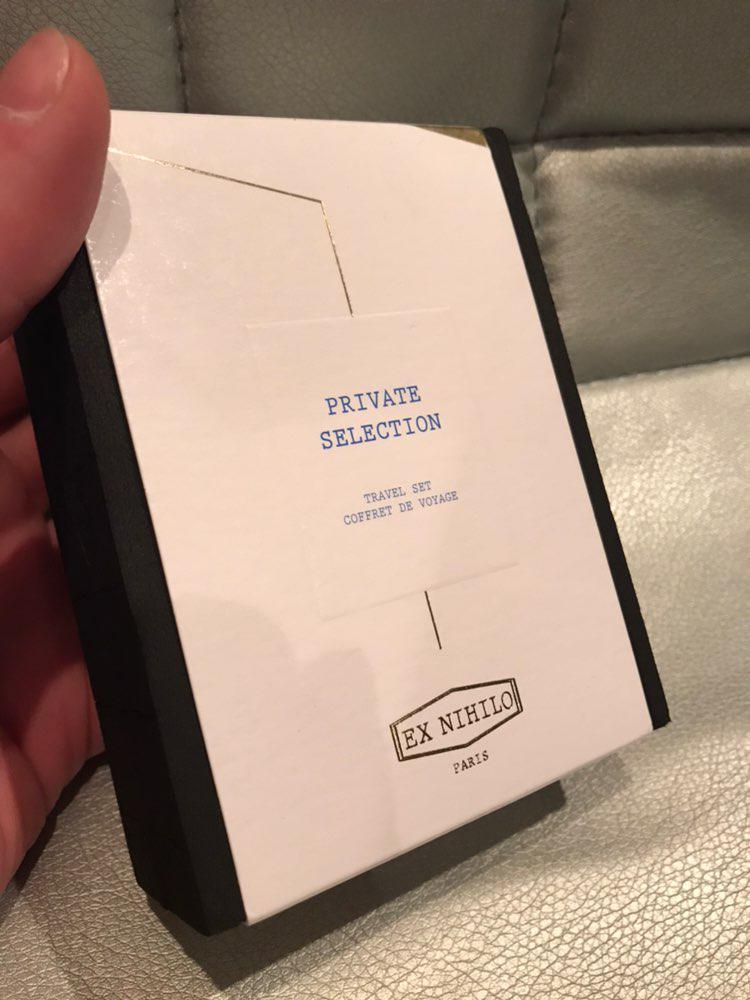 PRIVATE
SELECTION
TRAVEL SET
COFFRET DE VOYAGE
EX NIHILO
PARIS